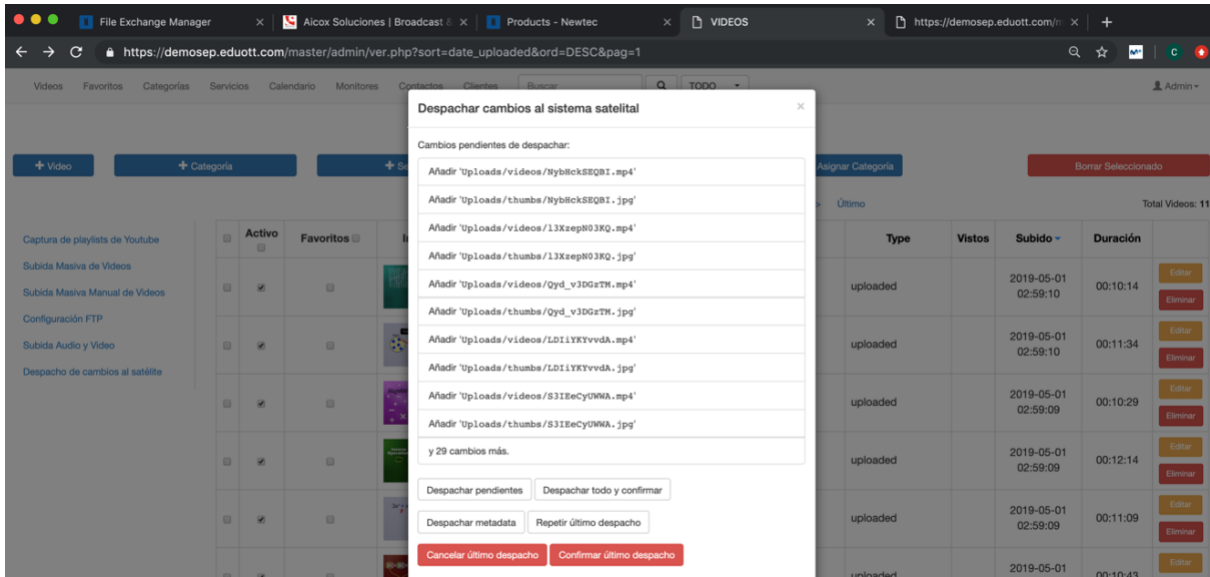 File Exchange Manager
Aicox Soluciones | Broadcast &
Products - Newtec
VIDEOS
https://demosep.eduott.com/m
https://demosep.eduott.com/master/admin/ver.php?sort=date_uploaded&ord=DESC&pag=1
Videos Favoritos Categorías Servicios Calendario Monitores Contactos Clientes Buscar TODO Admin
Despachar cambios al sistema satelital
Cambios pendientes de despachar:
+ Video + Categoría + Se Asignar Categoría Borrar Seleccionado
Añadir 'Uploads/videos/NybHckSEQBI.mp4'
Añadir 'Uploads/thumbs/NybHckSEQBI.jpg'
Añadir 'Uploads/videos/l3XzepN03KQ.mp4'
Añadir 'Uploads/thumbs/l3XzepN03KQ.jpg'
Añadir 'Uploads/videos/Qyd_v3DGzTM.mp4'
Añadir 'Uploads/thumbs/Qyd_v3DGzTM.jpg'
Añadir 'Uploads/videos/LDIiYKYvvdA.mp4'
Añadir 'Uploads/thumbs/LDIiYKYvvdA.jpg'
Añadir 'Uploads/videos/S3IEeCyUWWA.mp4'
Añadir 'Uploads/thumbs/S3IEeCyUWWA.jpg'
y 29 cambios más.
Despachar pendientes Despachar todo y confirmar
Despachar metadata Repetir último despacho
Cancelar último despacho Confirmar último despacho
> Último Total Videos: 11
Captura de playlists de Youtube
Subida Masiva de Videos
Subida Masiva Manual de Videos
Configuración FTP
Subida Audio y Video
Despacho de cambios al satélite
Activo Favoritos Type Vistos Subido Duración
uploaded 2019-05-01 02:59:10 00:10:14 Editar Eliminar
uploaded 2019-05-01 02:59:10 00:11:34 Editar Eliminar
uploaded 2019-05-01 02:59:09 00:10:29 Editar Eliminar
uploaded 2019-05-01 02:59:09 00:12:14 Editar Eliminar
uploaded 2019-05-01 02:59:09 00:11:09 Editar Eliminar
uploaded 2019-05-01 00:10:43 Editar